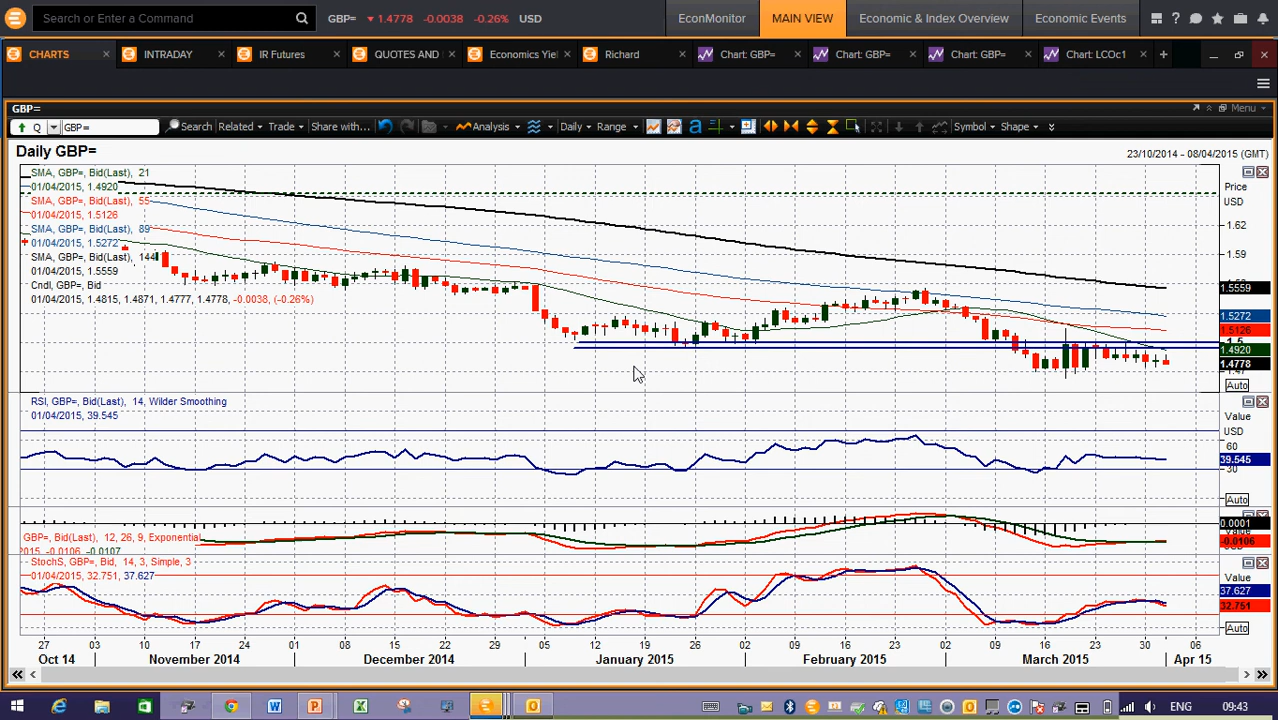 Search or Enter a Command
GBP= 1.4778 -0.0038 -0.26% USD
EconMonitor MAIN VIEW Economic & Index Overview Economic Events
CHARTS INTRADAY IR Futures QUOTES AND Economics Yie Richard Chart: GBP= Chart: GBP= Chart: GBP= Chart: LCOc1
GBP=
Menu
Q GBP= Search Related Trade Share with... Analysis Daily Range Symbol Shape
Daily GBP=
23/10/2014 - 08/04/2015 (GMT)
SMA, GBP=, Bid(Last), 21
01/04/2015, 1.4920
SMA, GBP=, Bid(Last), 55
01/04/2015, 1.5126
SMA, GBP=, Bid(Last), 89
01/04/2015, 1.5272
SMA, GBP=, Bid(Last), 144
01/04/2015, 1.5559
Cndl, GBP=, Bid
01/04/2015, 1.4815, 1.4871, 1.4777, 1.4778, -0.0038, (-0.26%)
Price
USD
1.62
1.59
1.5559
1.5272
1.5126
1.4920
1.4778
1.47
Auto
RSI, GBP=, Bid(Last), 14, Wilder Smoothing
01/04/2015, 39.545
Value
USD
60
39.545
30
Auto
GBP=, Bid(Last), 12, 26, 9, Exponential
2015, -0.0106, -0.0107
0.0001
-0.0106
StochS, GBP=, Bid, 14, 3, Simple, 3
01/04/2015, 32.751, 37.627
Value
37.627
32.751
Auto
27 03 10 17 24 01 08 15 22 29 05 12 19 26 02 09 16 23 02 09 16 23 30 06
Oct 14 November 2014 December 2014 January 2015 February 2015 March 2015 Apr 15
ENG 09:43